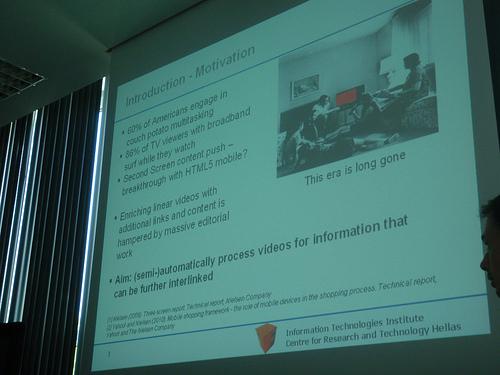 Introduction - Motivation
• 60% of Americans engage in
couch potato multitasking
• 86% of TV viewers with broadband
surf while they watch
• Second Screen content push –
breakthrough with HTML5 mobile?
This era is long gone
• Enriching linear videos with
additional links and content is
hampered by massive editorial
work
• Aim: (semi-)automatically process videos for information that
can be further interlinked
[1] Nielsen (2009). Three screen report, Technical report, Nielsen Company
[2] Yahoo! and Nielsen (2010). Mobile shopping framework - the role of mobile devices in the shopping process. Technical report,
Yahoo! and The Nielsen Company
1
Information Technologies Institute
Centre for Research and Technology Hellas